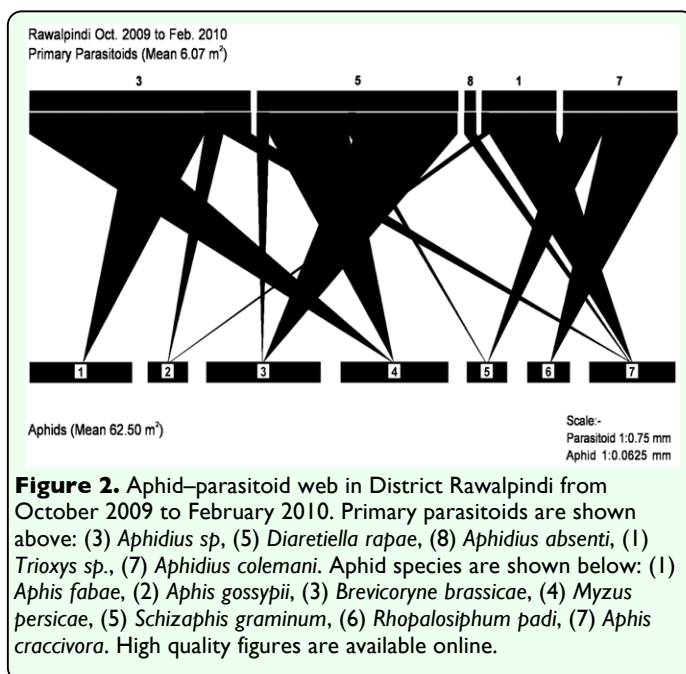 Rawalpindi Oct. 2009 to Feb. 2010
Primary Parasitoids (Mean 6.07 m²)
3 5 8 1 7
1 2 3 4 5 6 7
Aphids (Mean 62.50 m²)
Scale:-
Parasitoid 1:0.75 mm
Aphid 1:0.0625 mm
Figure 2. Aphid–parasitoid web in District Rawalpindi from
October 2009 to February 2010. Primary parasitoids are shown
above: (3) Aphidius sp, (5) Diaretiella rapae, (8) Aphidius absenti, (1)
Trioxys sp., (7) Aphidius colemani. Aphid species are shown below: (1)
Aphis fabae, (2) Aphis gossypii, (3) Brevicoryne brassicae, (4) Myzus
persicae, (5) Schizaphis graminum, (6) Rhopalosiphum padi, (7) Aphis
craccivora. High quality figures are available online.